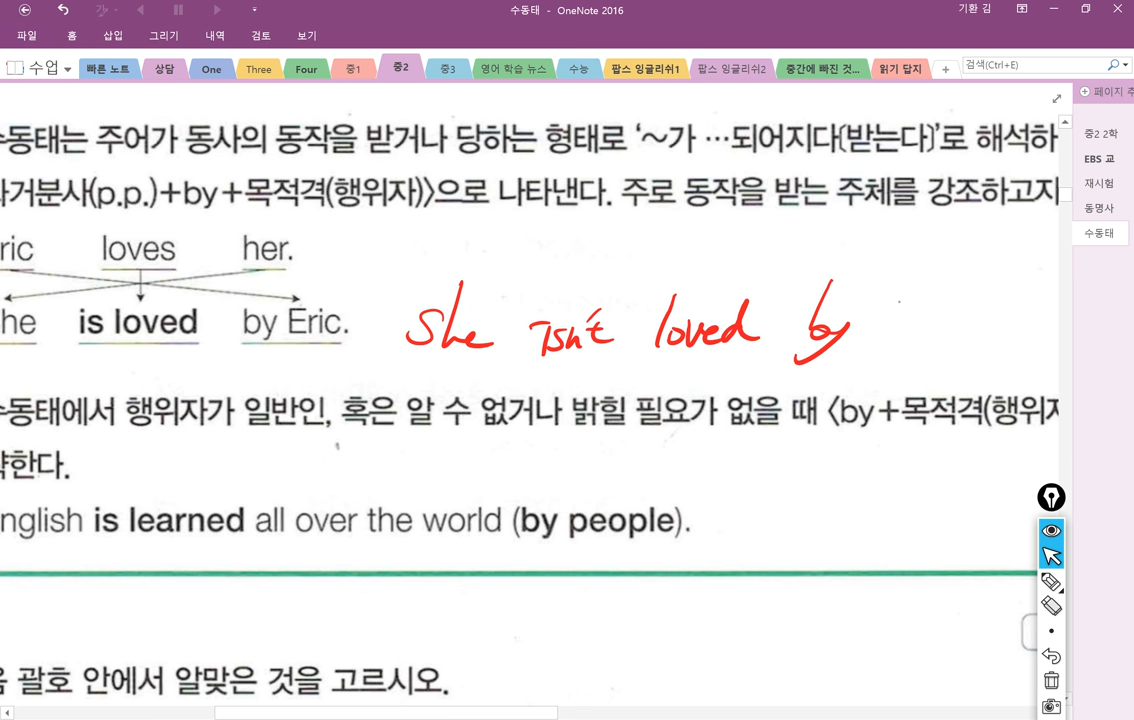 수동태 - OneNote 2016
기환 김
파일 홈 삽입 그리기 내역 검토 보기
수업 빠른 노트 상담 One Three Four 중1 중2 중3 영어 학습 뉴스 수능 팝스 잉글리쉬1 팝스 잉글리쉬2 중간에 빠진 것... 읽기 답지 + 검색(Ctrl+E)
페이지 추
중2 2학
EBS 교
재시험
동명사
수동태
수동태는 주어가 동사의 동작을 받거나 당하는 형태로 '~가 …되어지다(받는다)'로 해석하
과거분사(p.p.)+by+목적격(행위자)〉으로 나타낸다. 주로 동작을 받는 주체를 강조하고자
ric loves her.
he is loved by Eric.
She isn't loved by
수동태에서 행위자가 일반인, 혹은 알 수 없거나 밝힐 필요가 없을 때 〈by+목적격(행위자
략한다.
nglish is learned all over the world (by people).
음 괄호 안에서 알맞은 것을 고르시오.